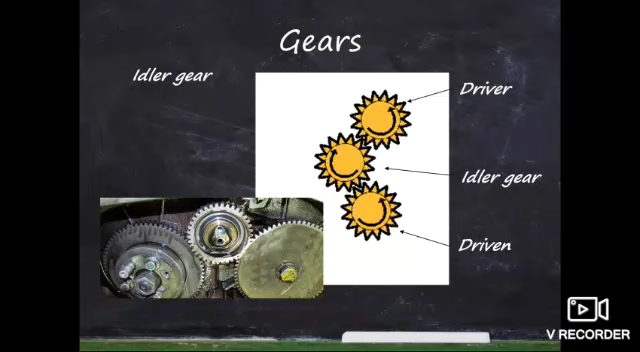 Gears
Idler gear
Driver
Idler gear
Driven
V RECORDER